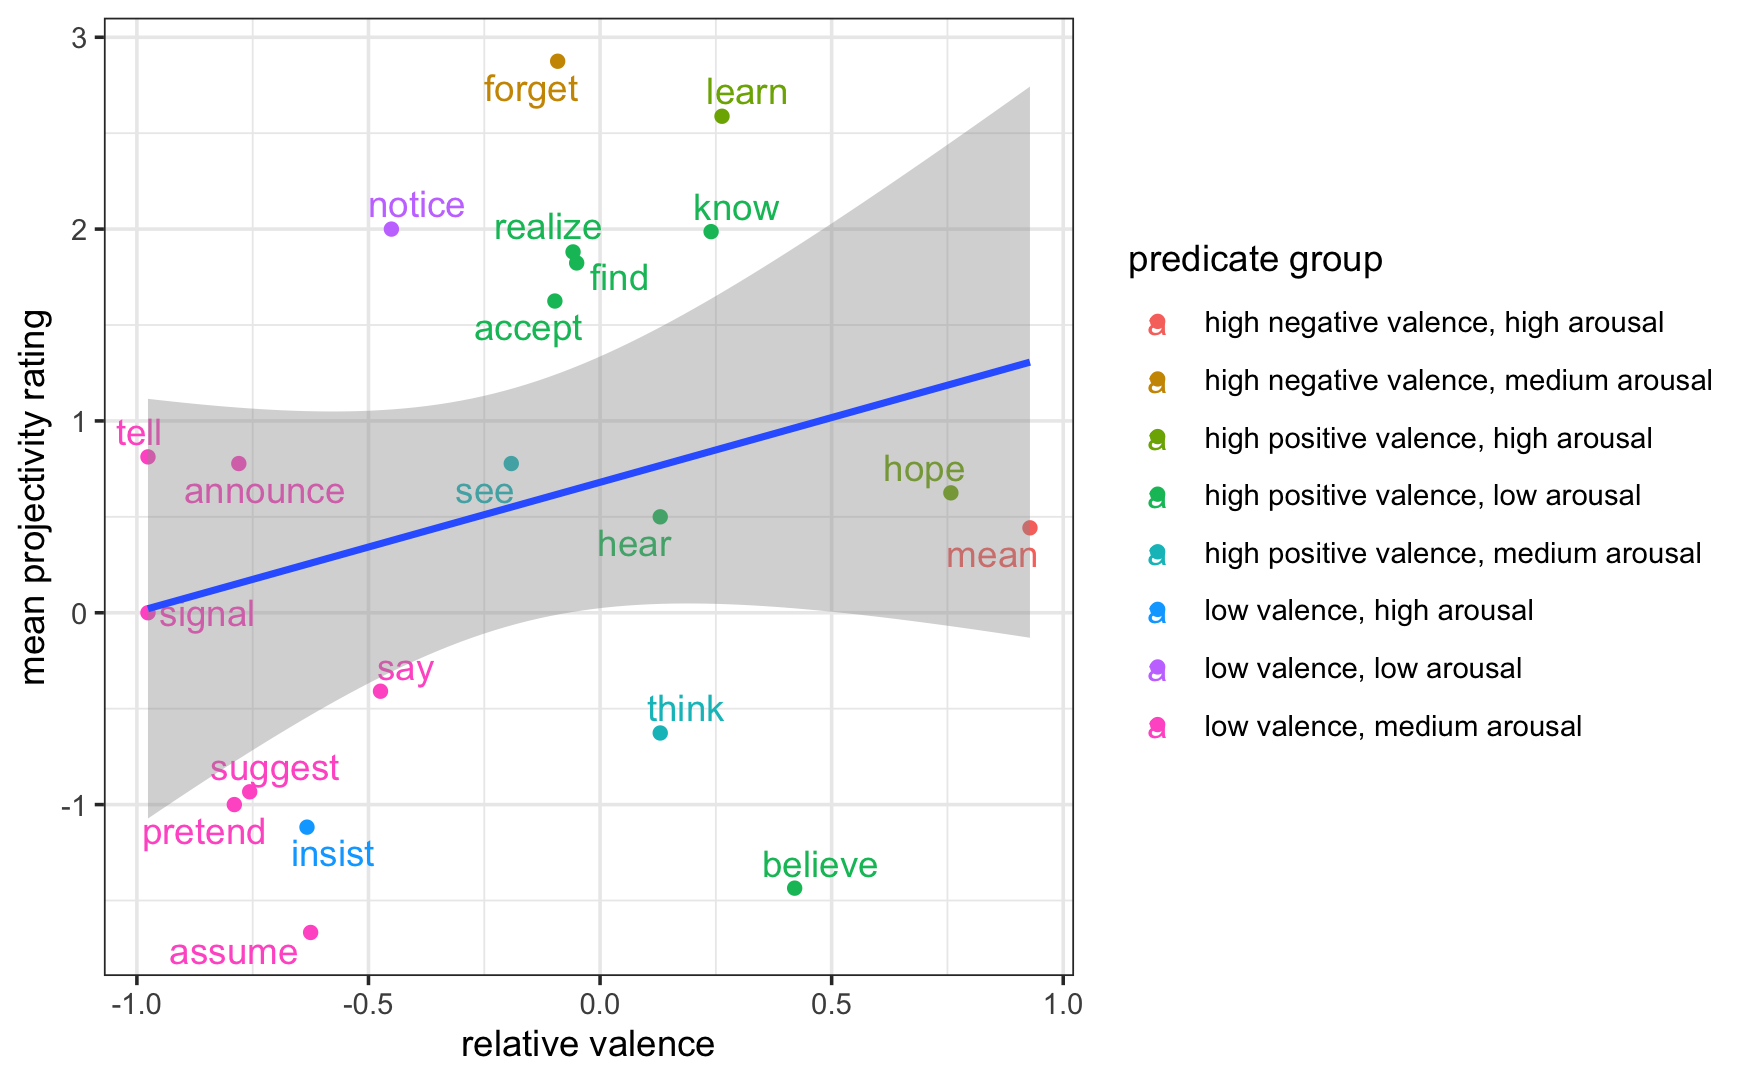 3
2
1
0
-1
mean projectivity rating
forget
learn
notice
know
realize
find
accept
tell
announce
see
hope
hear
mean
signal
say
think
suggest
pretend
insist
believe
assume
-1.0 -0.5 0.0 0.5 1.0
relative valence
predicate group
a high negative valence, high arousal
a high negative valence, medium arousal
a high positive valence, high arousal
a high positive valence, low arousal
a high positive valence, medium arousal
a low valence, high arousal
a low valence, low arousal
a low valence, medium arousal